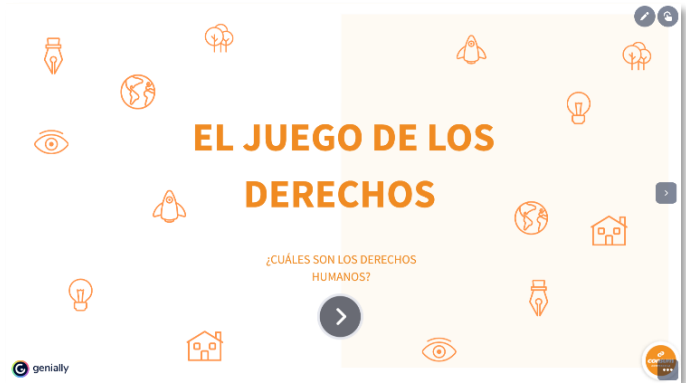 EL JUEGO DE LOS
DERECHOS
¿CUÁLES SON LOS DERECHOS
HUMANOS?
genially